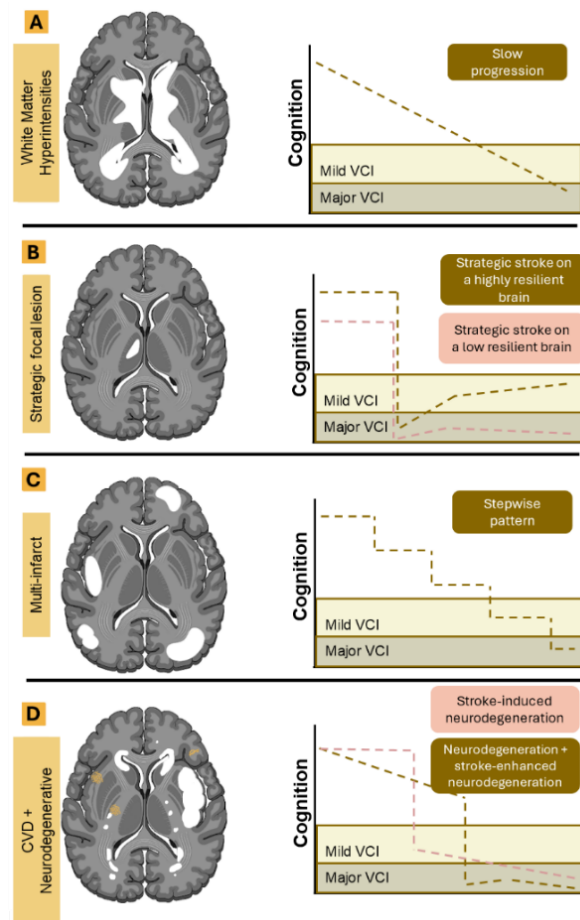 A
White Matter
Hyperintensities
Cognition
Slow
progression
Mild VCI
Major VCI
B
Strategic focal lesion
Cognition
Strategic stroke on
a highly resilient
brain
Strategic stroke on
a low resilient brain
Mild VCI
Major VCI
C
Multi-infarct
Cognition
Stepwise
pattern
Mild VCI
Major VCI
D
CVD +
Neurodegenerative
Cognition
Stroke-induced
neurodegeneration
Neurodegeneration +
stroke-enhanced
neurodegeneration
Mild VCI
Major VCI